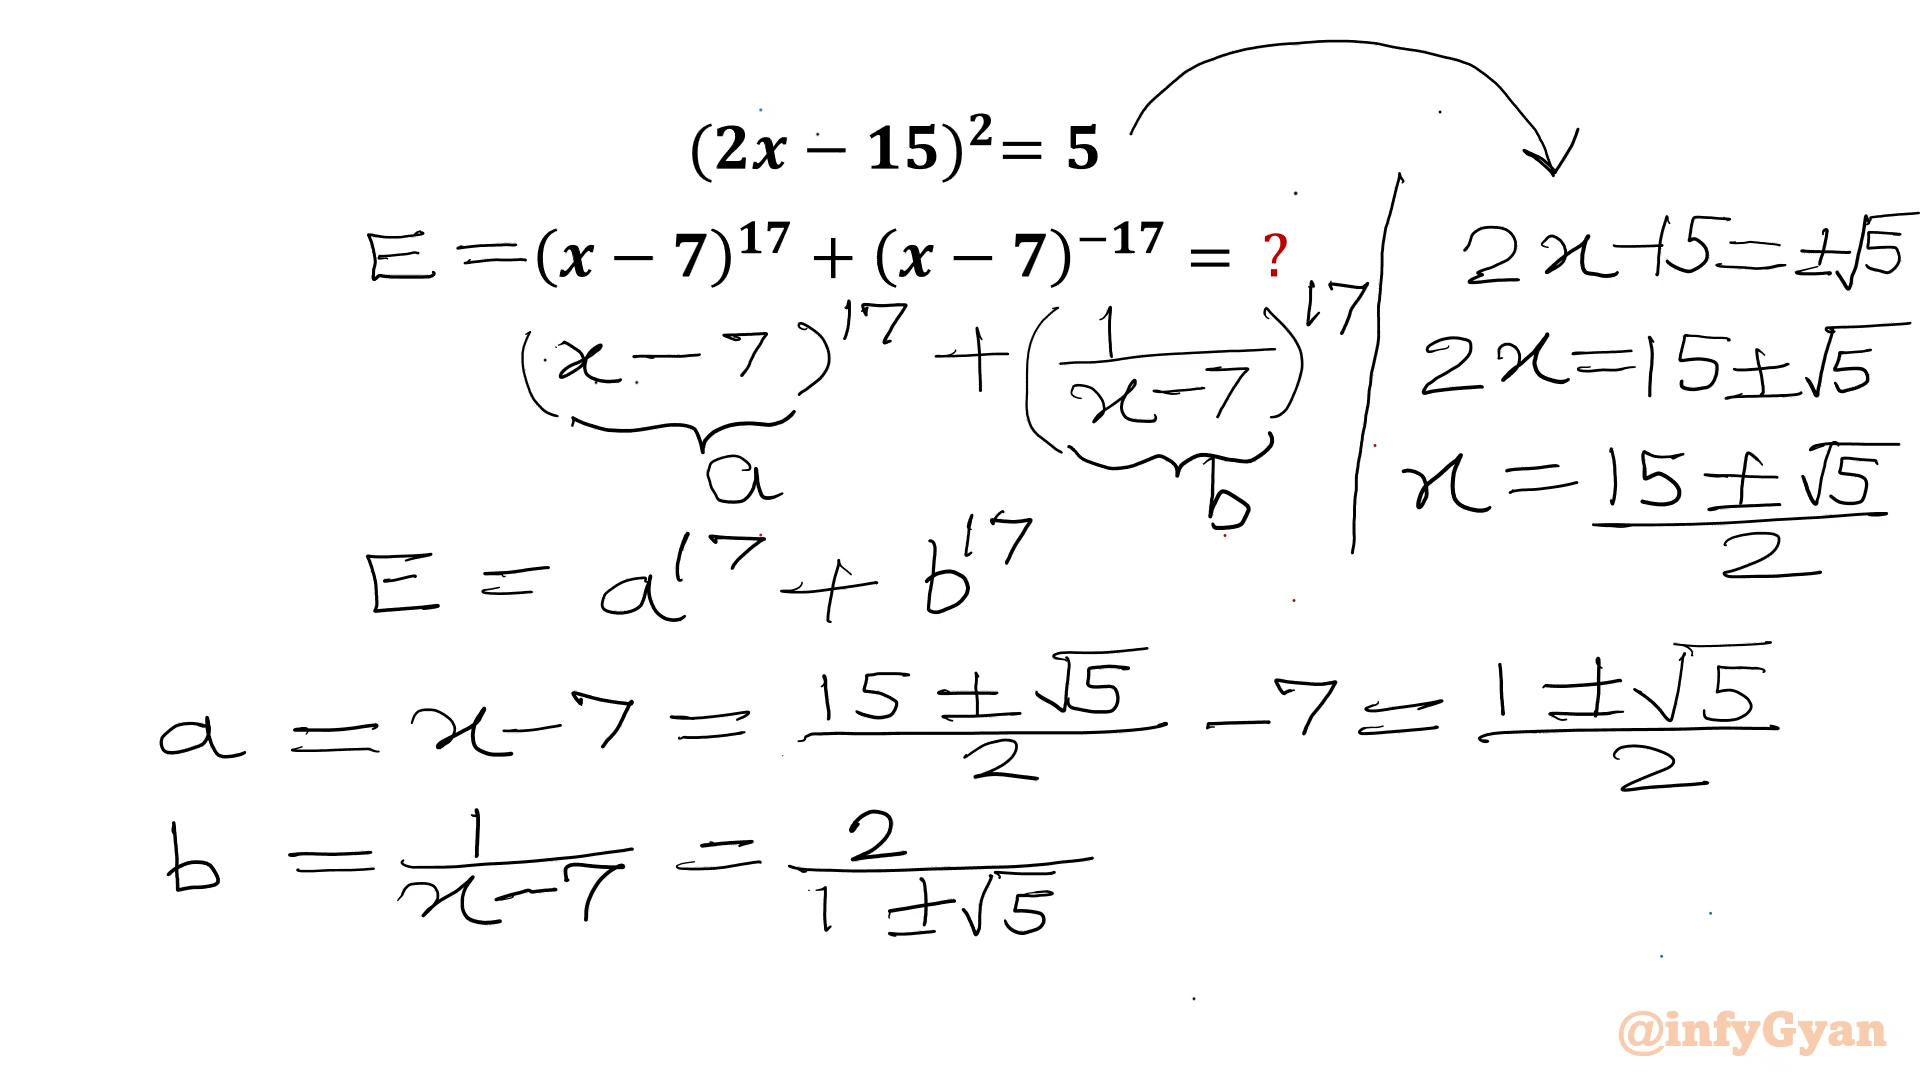 (2x − 15)²= 5
E = (x − 7)¹⁷ + (x − 7)⁻¹⁷ = ?
(x − 7)¹⁷ + (1/(x−7))¹⁷
a b
E = a¹⁷ + b¹⁷
2x−15 = ±√5
2x = 15 ± √5
x = (15 ± √5)/2
a = x − 7 = (15 ± √5)/2 − 7 = (1 ± √5)/2
b = 1/(x − 7) = 2/(1 ± √5)
@infyGyan